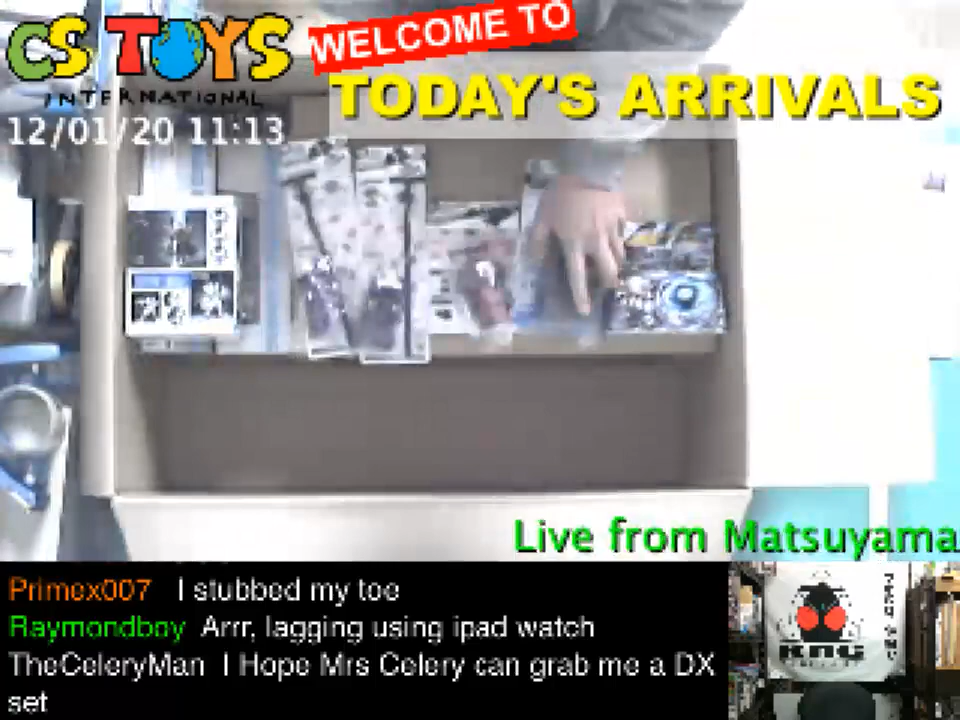 CS TOYS
INTERNATIONAL
WELCOME TO
TODAY'S ARRIVALS
12/01/20 11:13
Live from Matsuyama
Primex007 I stubbed my toe
Raymondboy Arrr, lagging using ipad watch
TheCeleryMan I Hope Mrs Celery can grab me a DX
set